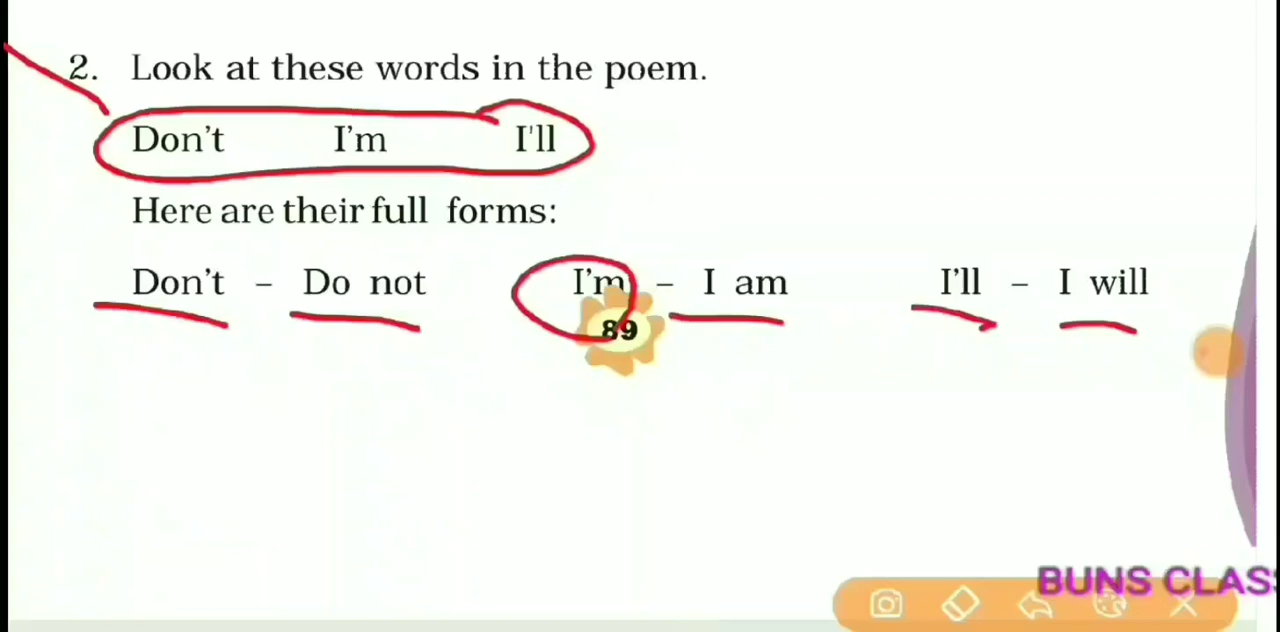 2. Look at these words in the poem.
Don't I'm I'll
Here are their full forms:
Don't – Do not I'm – I am I'll – I will
89
BUNS CLAS